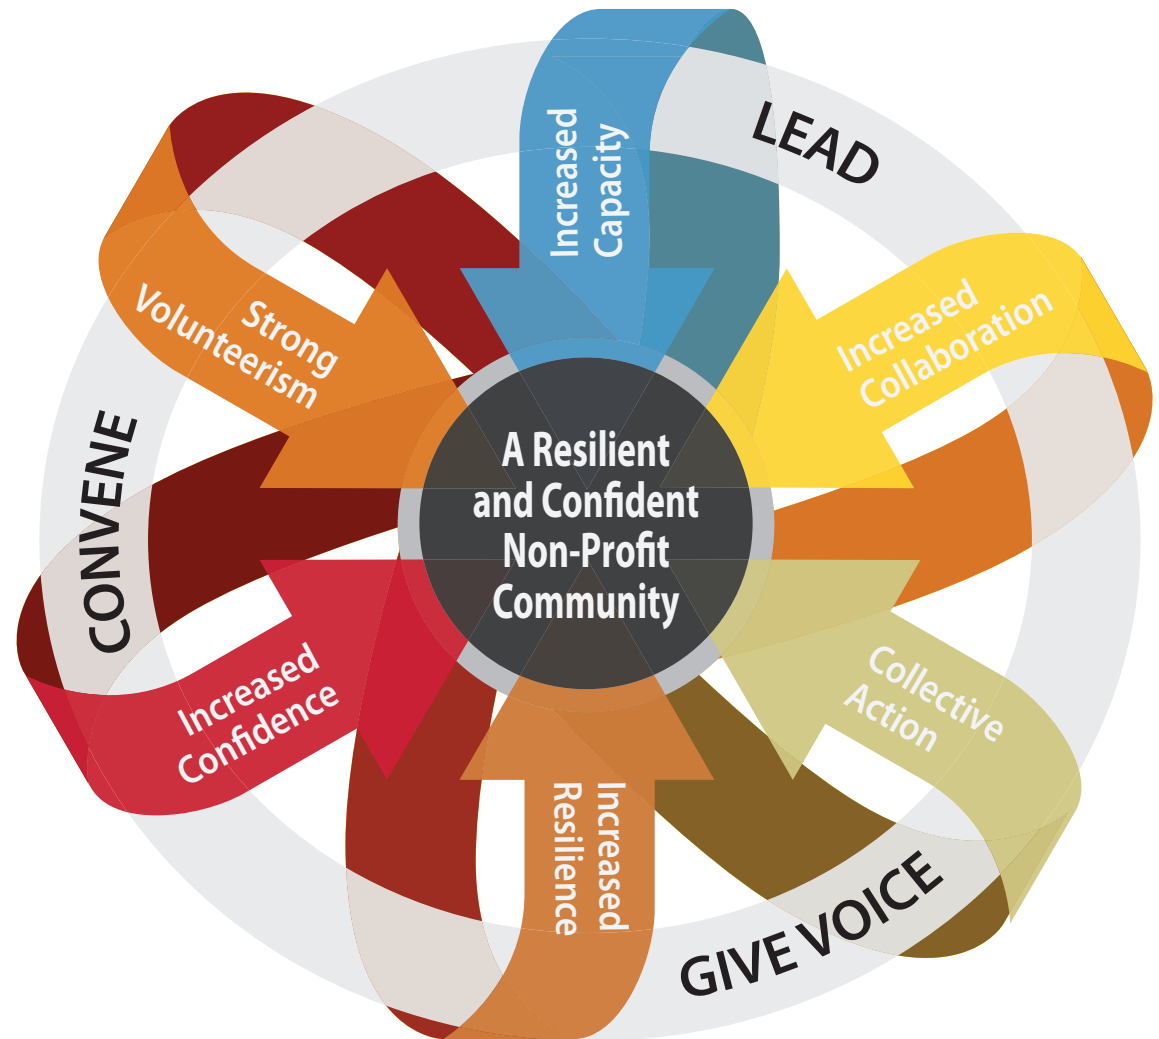 LEAD
Increased
Capacity
Increased
Collaboration
Strong
Volunteerism
CONVENE
A Resilient
and Confident
Non-Profit
Community
Increased
Confidence
Collective
Action
Increased
Resilience
GIVE VOICE